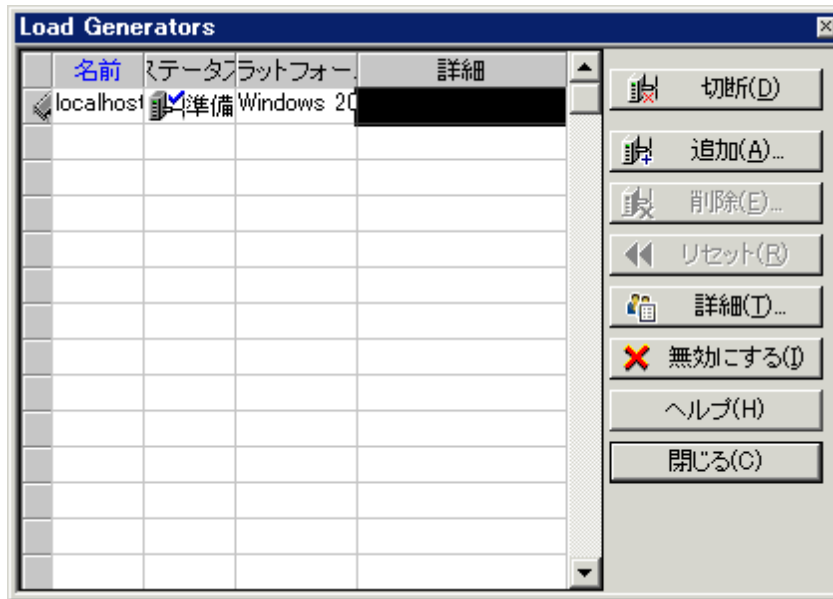 Load Generators
名前 ステータス ラットフォー. 詳細
localhost 準備 Windows 20
切断(D)
追加(A)...
削除(E)...
リセット(R)
詳細(T)...
無効にする(I)
ヘルプ(H)
閉じる(C)